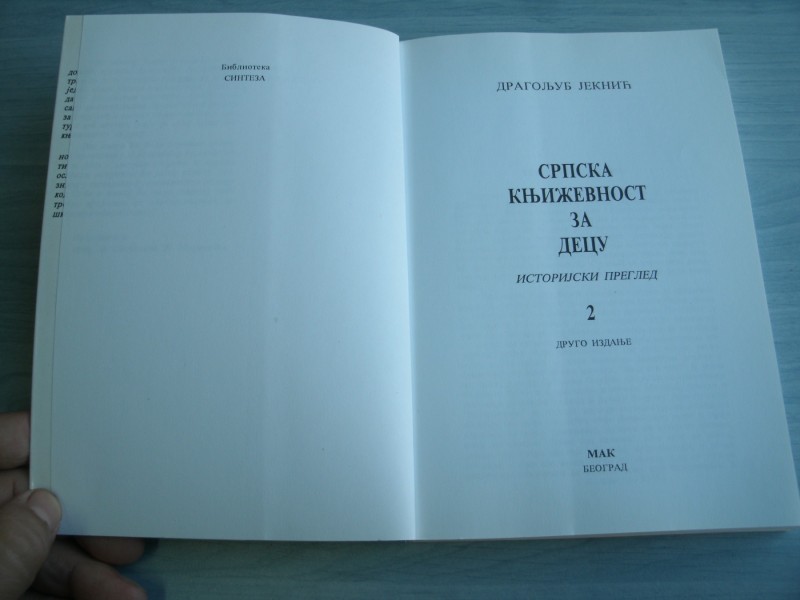 Библиотека
СИНТЕЗА
ДРАГОЉУБ ЈЕКНИЋ
СРПСКА
КЊИЖЕВНОСТ
ЗА
ДЕЦУ
ИСТОРИЈСКИ ПРЕГЛЕД
2
ДРУГО ИЗДАЊЕ
МАК
БЕОГРАД